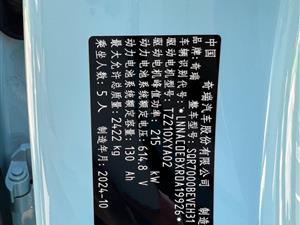 中国 奇瑞汽车股份有限公司 制造
品牌:奇瑞 整车型号:SQR7000BEVEH31
车辆识别代号:*LNNACDEB3RDA19926*
驱动电机型号:TZ210XYA02
驱动电机峰值功率:215 kW
动力电池系统额定电压:614.8 V
动力电池系统额定容量:130 Ah
最大允许总质量:2422 kg
乘坐人数:5人 制造年月:2024-10